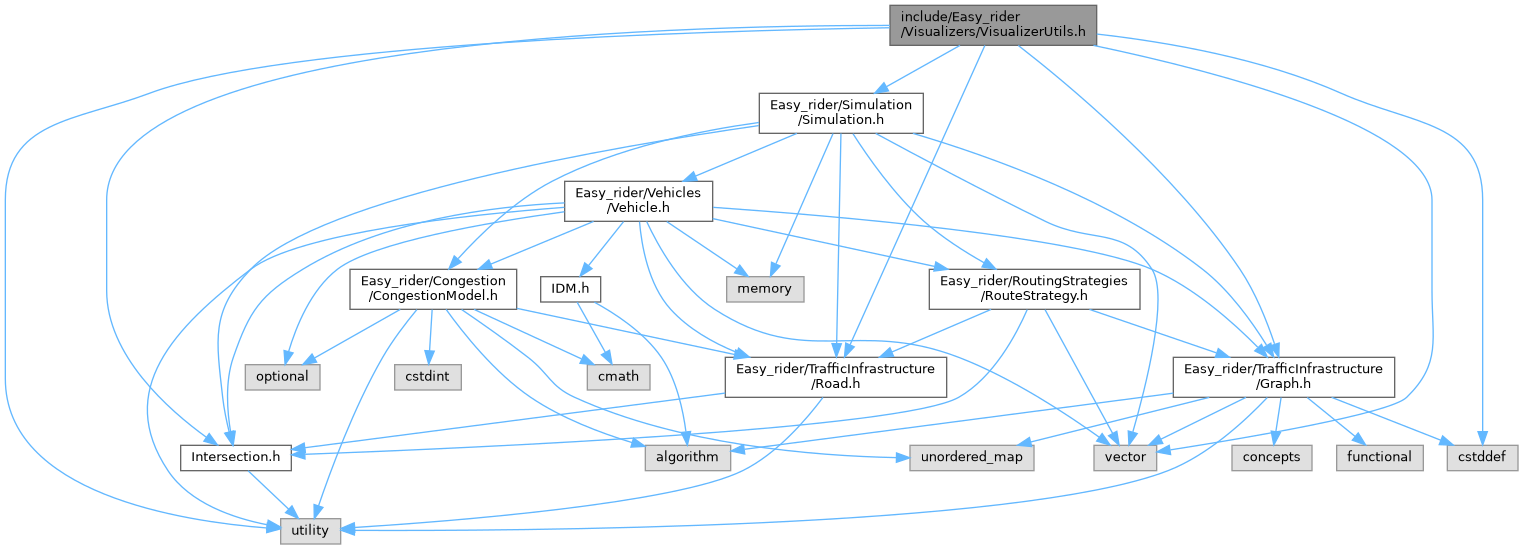 include/Easy_rider
/Visualizers/VisualizerUtils.h
Easy_rider/Simulation
/Simulation.h
Easy_rider/Vehicles
/Vehicle.h
Easy_rider/Congestion
/CongestionModel.h
IDM.h
memory
Easy_rider/RoutingStrategies
/RouteStrategy.h
optional
cstdint
cmath
Easy_rider/TrafficInfrastructure
/Road.h
Easy_rider/TrafficInfrastructure
/Graph.h
Intersection.h
algorithm
unordered_map
vector
concepts
functional
cstddef
utility